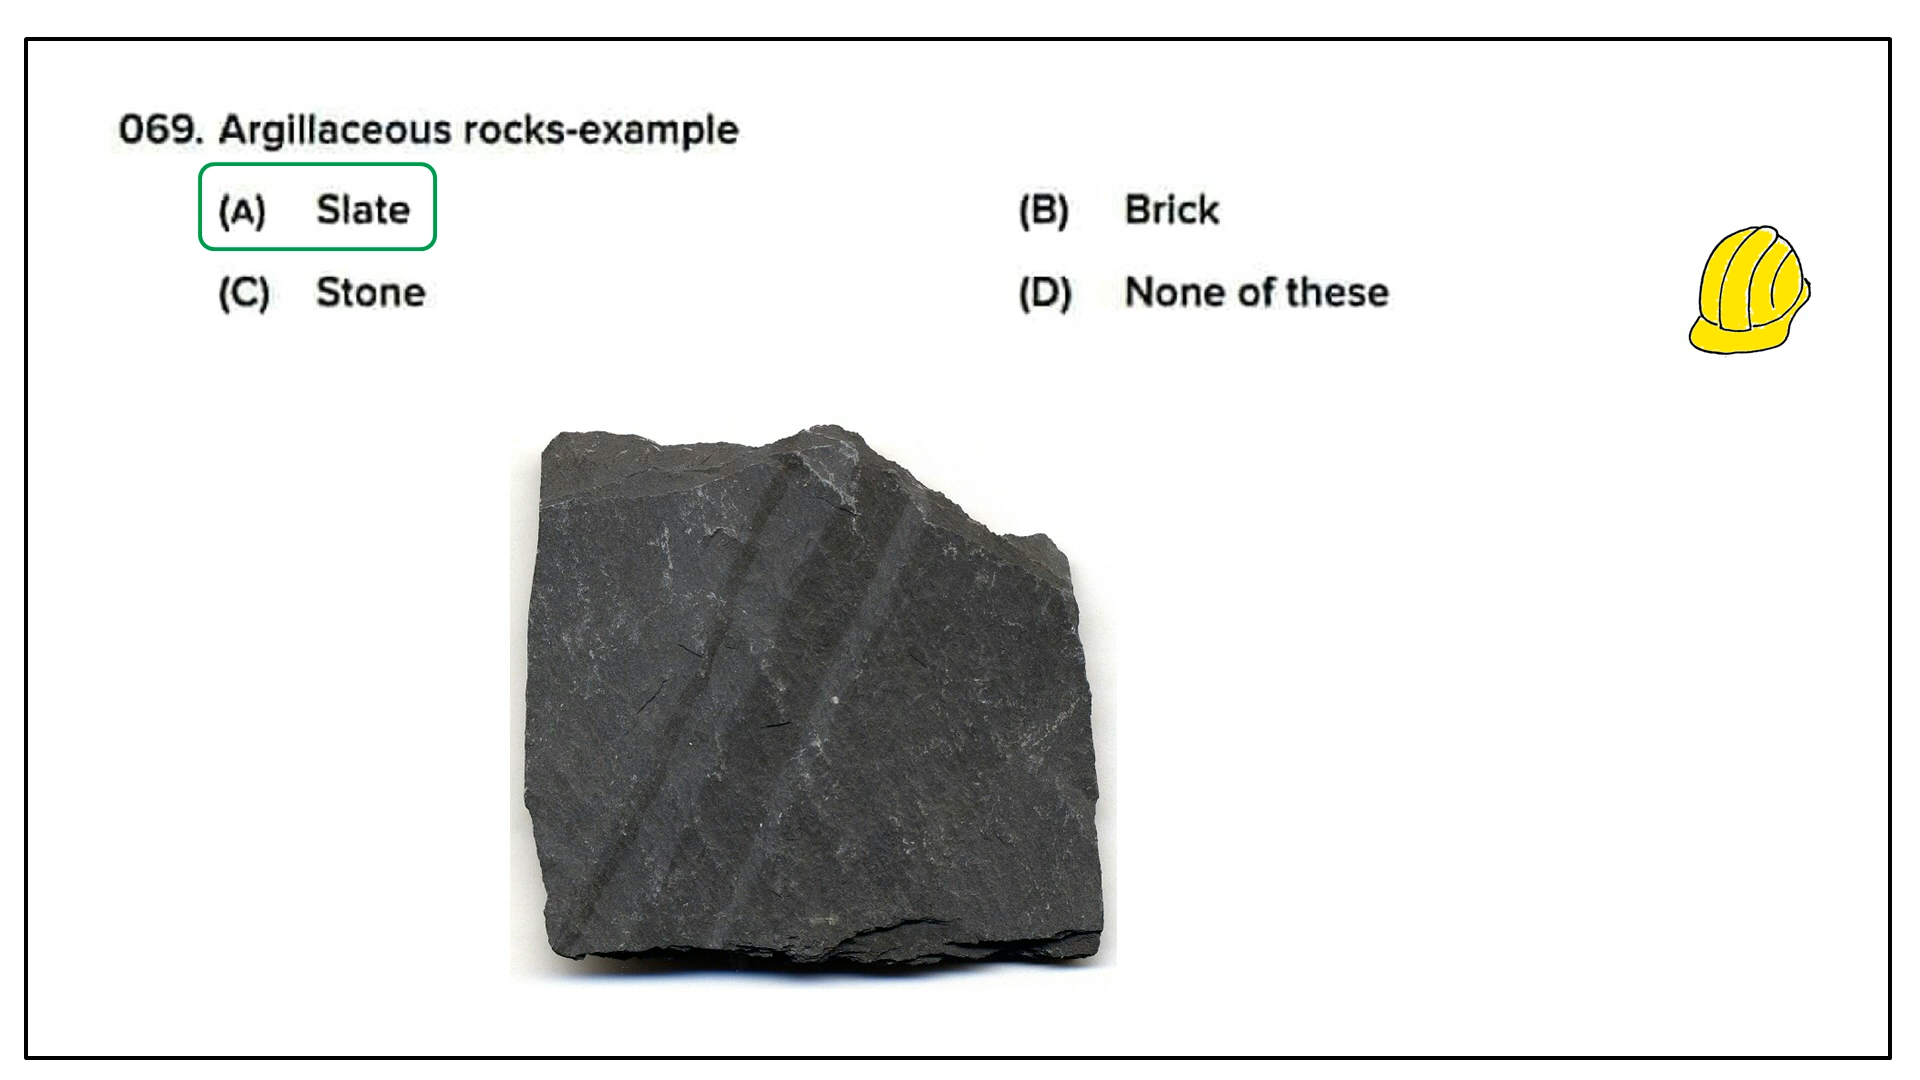 069. Argillaceous rocks-example
(A) Slate (B) Brick
(C) Stone (D) None of these